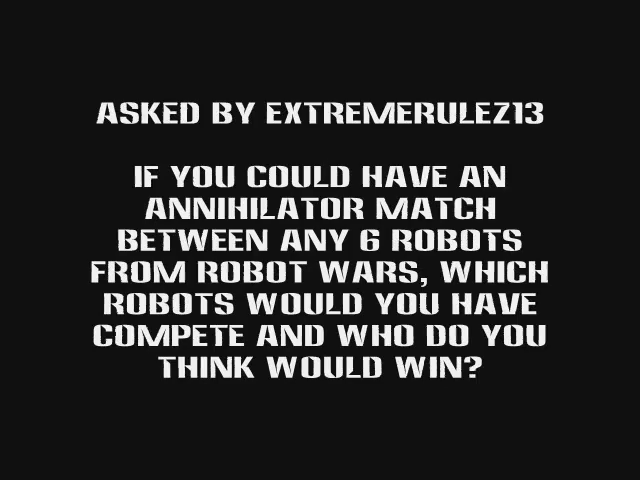 ASKED BY EXTREMERULEZ13
IF YOU COULD HAVE AN
ANNIHILATOR MATCH
BETWEEN ANY 6 ROBOTS
FROM ROBOT WARS, WHICH
ROBOTS WOULD YOU HAVE
COMPETE AND WHO DO YOU
THINK WOULD WIN?